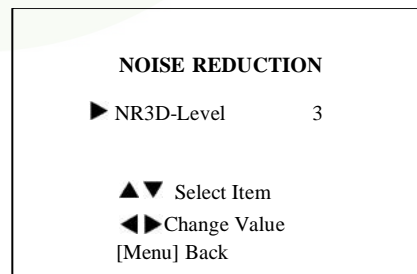 NOISE REDUCTION
▶ NR3D-Level 3
▲▼ Select Item
◀▶Change Value
[Menu] Back